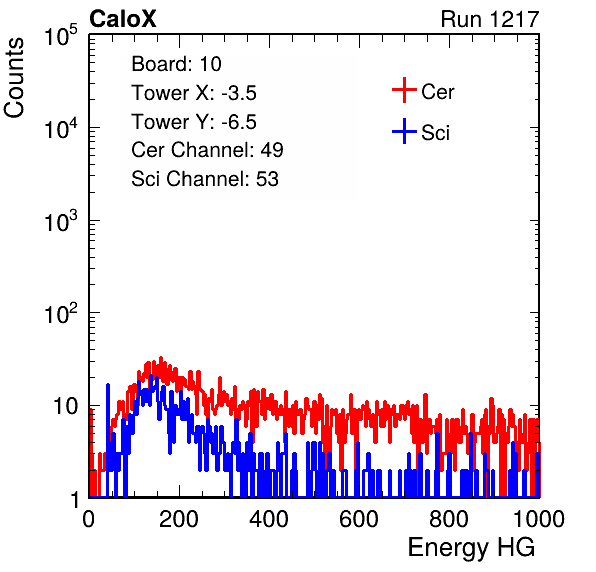 CaloX Run 1217
Counts
Board: 10
Tower X: -3.5
Tower Y: -6.5
Cer Channel: 49
Sci Channel: 53
Cer
Sci
10^5
10^4
10^3
10^2
10
1
0 200 400 600 800 1000
Energy HG